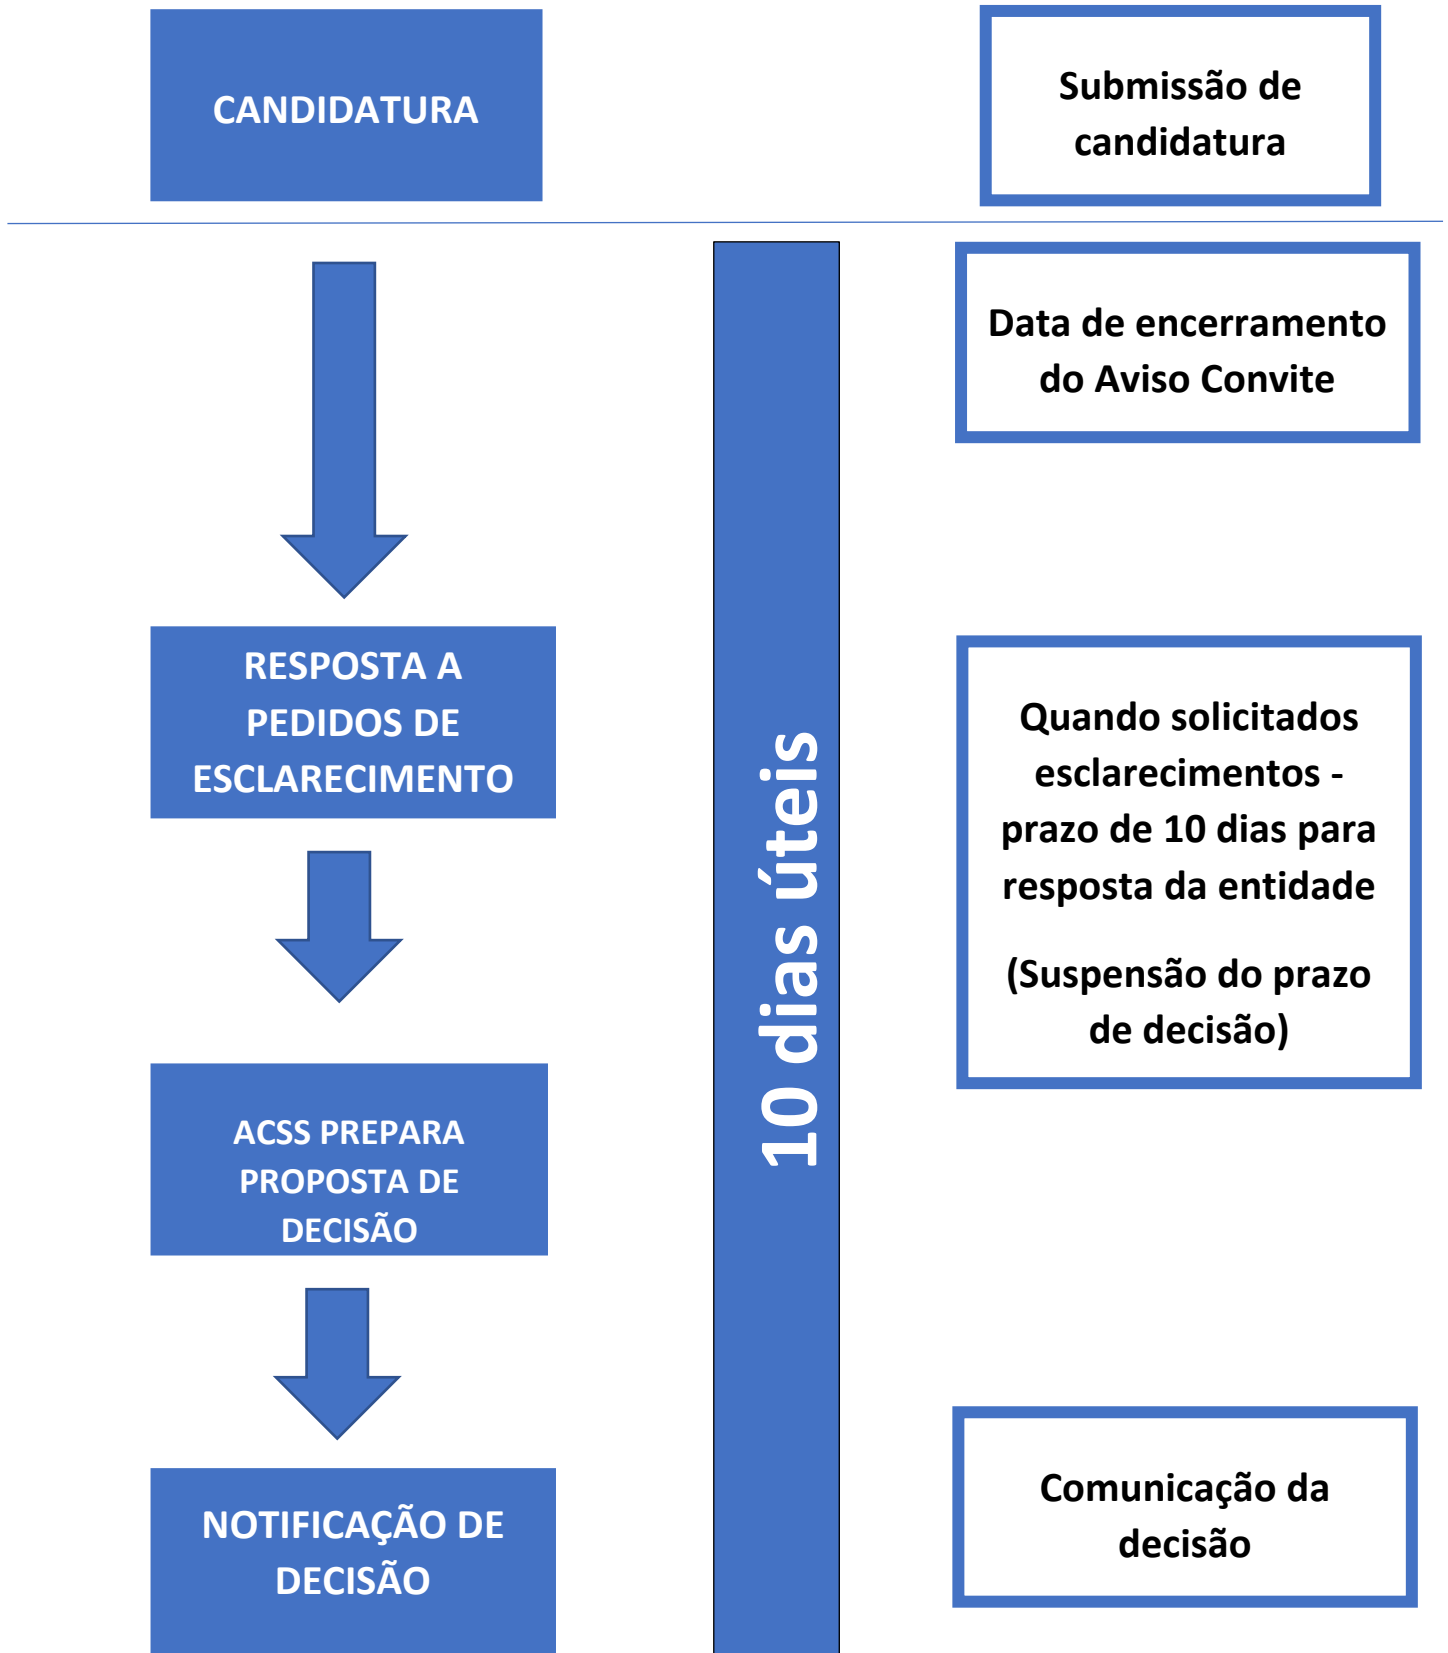 CANDIDATURA
Submissão de
candidatura
Data de encerramento
do Aviso Convite
RESPOSTA A
PEDIDOS DE
ESCLARECIMENTO
10 dias úteis
Quando solicitados
esclarecimentos -
prazo de 10 dias para
resposta da entidade
(Suspensão do prazo
de decisão)
ACSS PREPARA
PROPOSTA DE
DECISÃO
NOTIFICAÇÃO DE
DECISÃO
Comunicação da
decisão